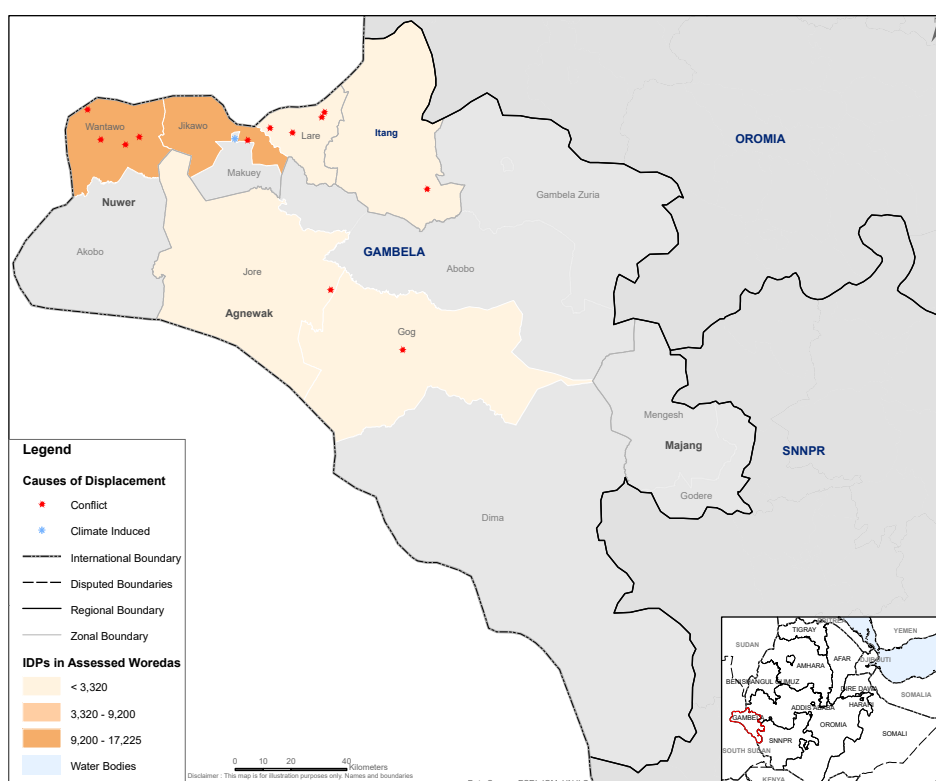 OROMIA
Wantawo
Jikawo
Lare
Itang
Makuey
Gambela Zuria
Nuwer
Akobo
GAMBELA
Abobo
Jore
Agnewak
Gog
Mengesh
Majang
SNNPR
Godere
Dima
Legend
Causes of Displacement
Conflict
Climate Induced
International Boundary
Disputed Boundaries
Regional Boundary
Zonal Boundary
IDPs in Assessed Woredas
< 3,320
3,320 - 9,200
9,200 - 17,225
Water Bodies
0 10 20 40
Kilometers
Disclaimer : This map is for illustration purposes only. Names and boundaries
TIGRAY
SUDAN
YEMEN
AMHARA
AFAR
DJIBOUTI
BENISHANGUL GUMUZ
DIRE DAWA
SOMALIA
ADDIS ABABA
HARARI
OROMIA
SNNPR
SOMALI
SOUTH SUDAN
KENYA